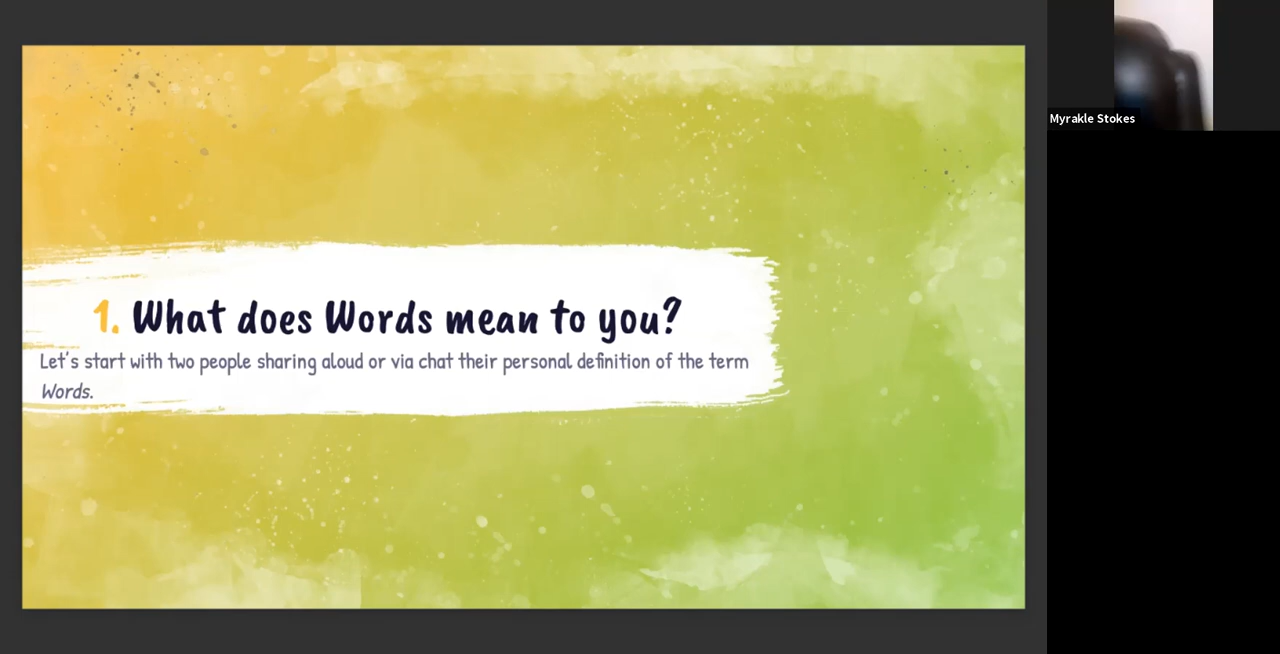 1. What does Words mean to you?
Let's start with two people sharing aloud or via chat their personal definition of the term
Words.
Myrakle Stokes